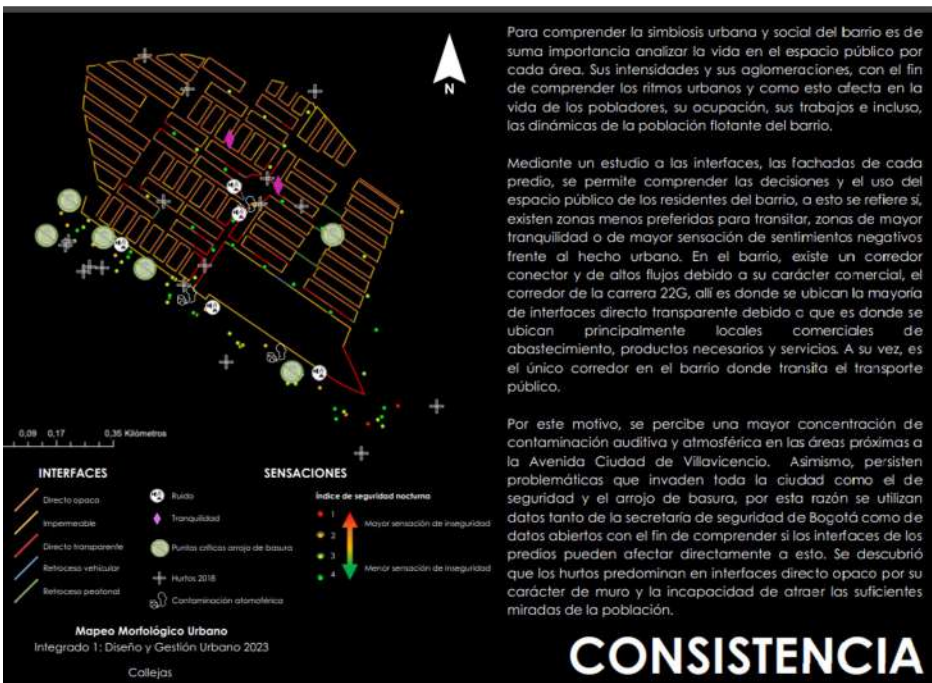 N
Para comprender la simbiosis urbana y social del barrio es de
suma importancia analizar la vida en el espacio público por
cada área. Sus intensidades y sus aglomeraciones, con el fin
de comprender los ritmos urbanos y como esto afecta en la
vida de los pobladores, su ocupación, sus trabajos e incluso,
las dinámicas de la población flotante del barrio.
Mediante un estudio a las interfaces, las fachadas de cada
predio, se permite comprender las decisiones y el uso del
espacio público de los residentes del barrio, a esto se refiere si,
existen zonas menos preferidas para transitar, zonas de mayor
tranquilidad o de mayor sensación de sentimientos negativos
frente al hecho urbano. En el barrio, existe un corredor
conector y de altos flujos debido a su carácter comercial, el
corredor de la carrera 22G, allí es donde se ubican la mayoría
de interfaces directo transparente debido a que es donde se
ubican principalmente locales comerciales de
abastecimiento, productos necesarios y servicios. A su vez, es
el único corredor en el barrio donde transita el transporte
público.
Por este motivo, se percibe una mayor concentración de
contaminación auditiva y atmosférica en las áreas próximas a
la Avenida Ciudad de Villavicencio. Asimismo, persisten
problemáticas que invaden toda la ciudad como el de
seguridad y el arrojo de basura, por esta razón se utilizan
datos tanto de la secretaría de seguridad de Bogotá como de
datos abiertos con el fin de comprender si las interfaces de los
predios pueden afectar directamente a esto. Se descubrió
que los hurtos predominan en interfaces directo opaco por su
carácter de muro y la incapacidad de atraer las suficientes
miradas de la población.
CONSISTENCIA
0,09 0,17 0,35 Kilómetros
INTERFACES
Directo opaco
Impermeable
Directo transparente
Retroceso vehicular
Retroceso peatonal
SENSACIONES
Ruido
Tranquilidad
Puntos críticos arrojo de basura
Hurtos 2018
Contaminación atomoférica
Índice de seguridad nocturna
1
2
3
4
Mayor sensación de inseguridad
Menor sensación de inseguridad
Mapeo Morfológico Urbano
Integrado 1: Diseño y Gestión Urbano 2023
Callejas